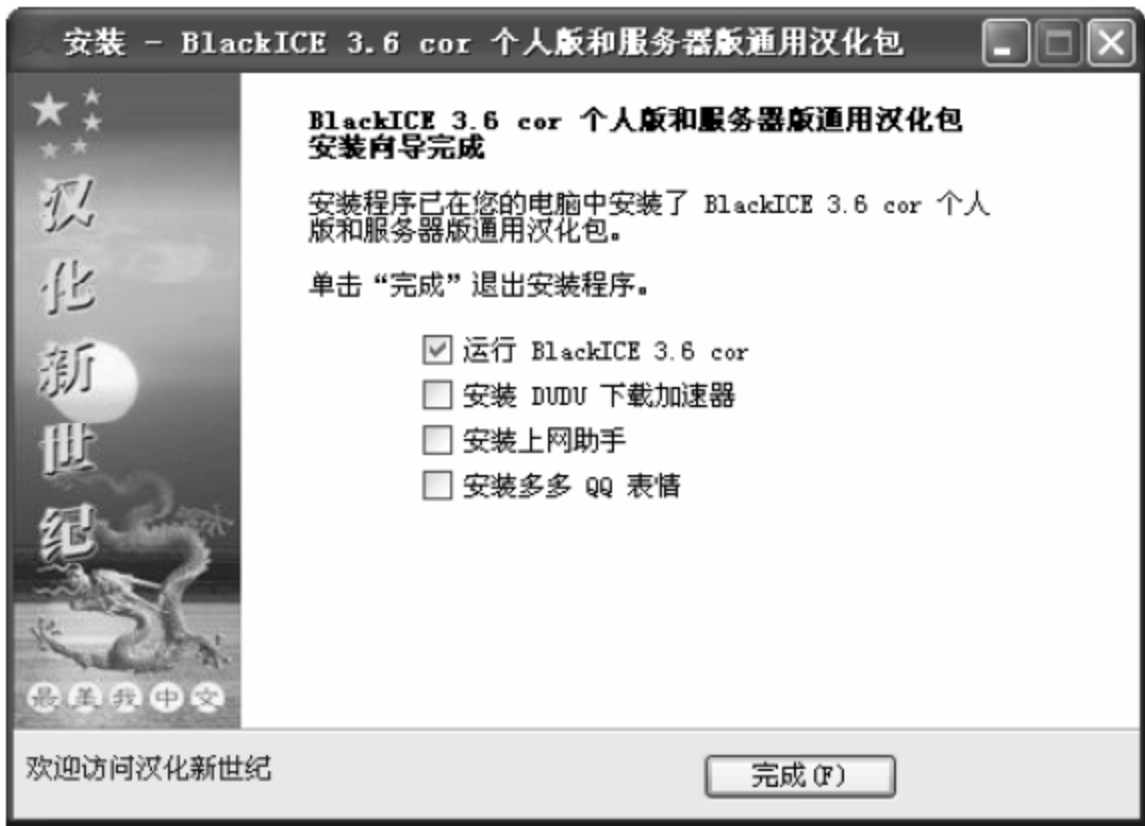 安装 - BlackICE 3.6 cor 个人版和服务器版通用汉化包
汉化新世纪
最美我中文
BlackICE 3.6 cor 个人版和服务器版通用汉化包
安装向导完成
安装程序已在您的电脑中安装了 BlackICE 3.6 cor 个人
版和服务器版通用汉化包。
单击“完成”退出安装程序。
运行 BlackICE 3.6 cor
安装 DUDU 下载加速器
安装上网助手
安装多多 QQ 表情
欢迎访问汉化新世纪
完成(F)